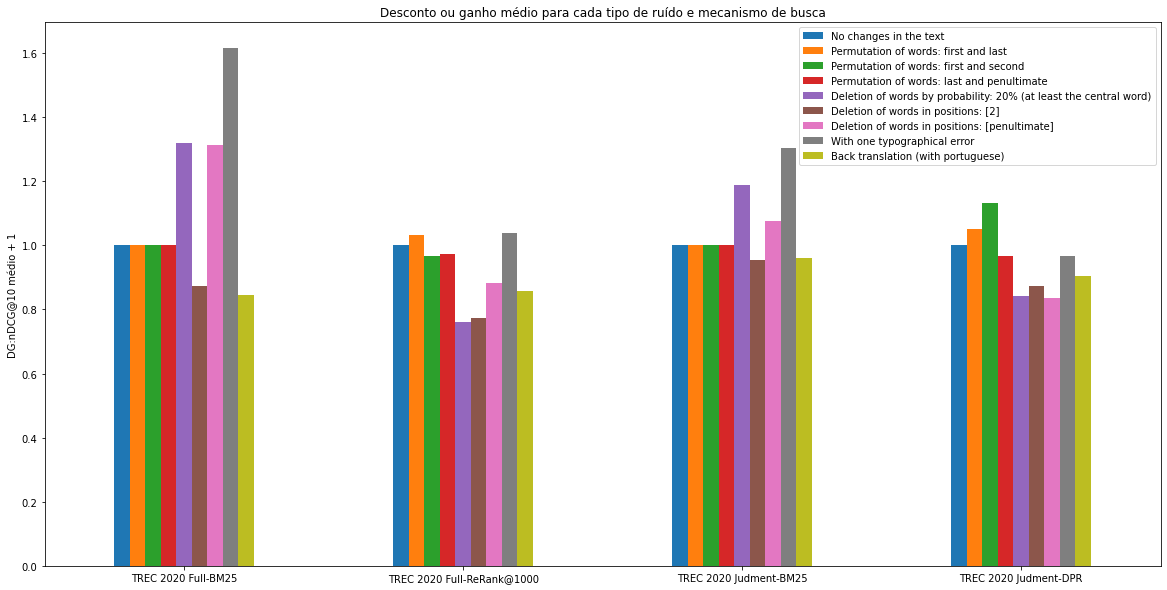 Desconto ou ganho médio para cada tipo de ruído e mecanismo de busca
No changes in the text
Permutation of words: first and last
Permutation of words: first and second
Permutation of words: last and penultimate
Deletion of words by probability: 20% (at least the central word)
Deletion of words in positions: [2]
Deletion of words in positions: [penultimate]
With one typographical error
Back translation (with portuguese)
DG:nDCG@10 médio + 1
1.6
1.4
1.2
1.0
0.8
0.6
0.4
0.2
0.0
TREC 2020 Full-BM25
TREC 2020 Full-ReRank@1000
TREC 2020 Judment-BM25
TREC 2020 Judment-DPR